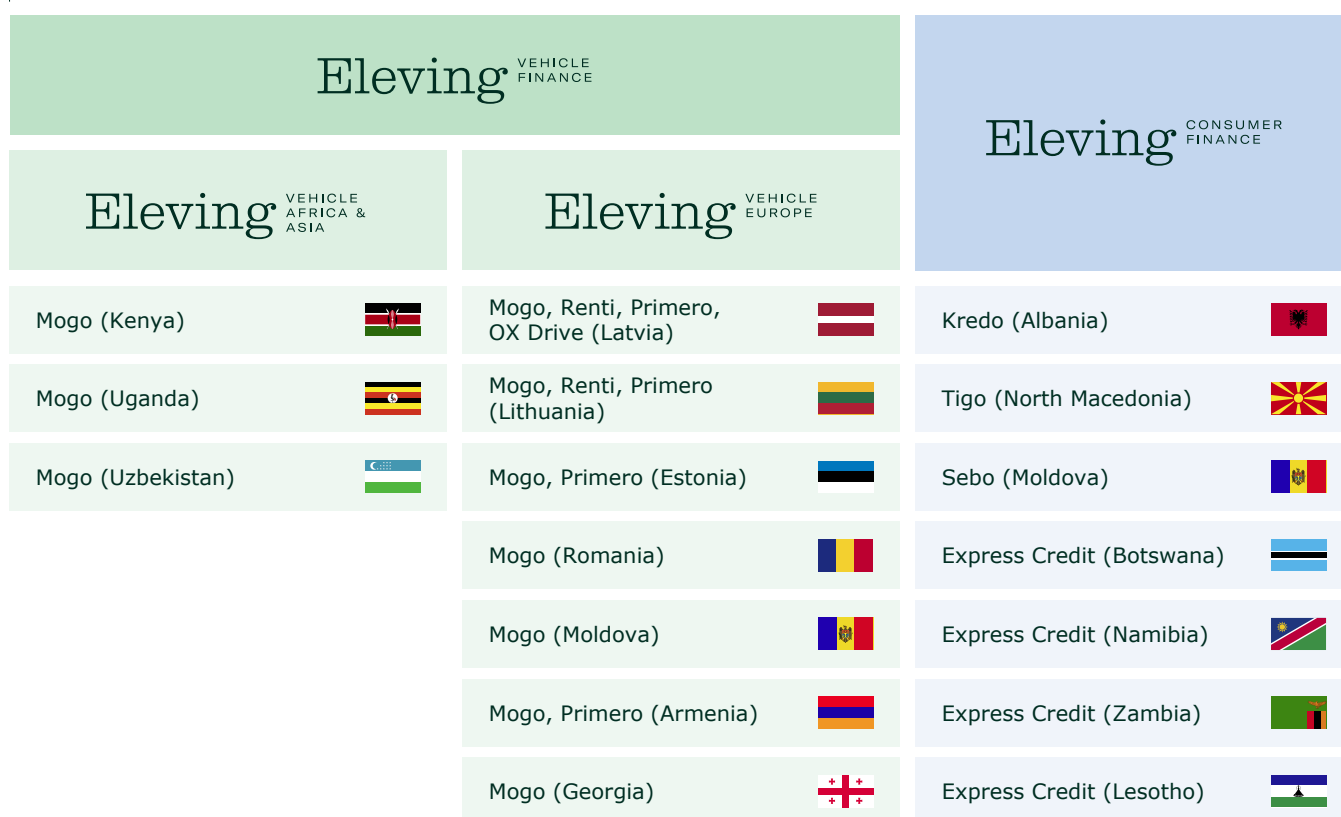 Eleving VEHICLE
FINANCE
Eleving CONSUMER
FINANCE
Eleving VEHICLE
AFRICA &
ASIA
Eleving VEHICLE
EUROPE
Mogo (Kenya)
Mogo (Uganda)
Mogo (Uzbekistan)
Mogo, Renti, Primero,
OX Drive (Latvia)
Mogo, Renti, Primero
(Lithuania)
Mogo, Primero (Estonia)
Mogo (Romania)
Mogo (Moldova)
Mogo, Primero (Armenia)
Mogo (Georgia)
Kredo (Albania)
Tigo (North Macedonia)
Sebo (Moldova)
Express Credit (Botswana)
Express Credit (Namibia)
Express Credit (Zambia)
Express Credit (Lesotho)